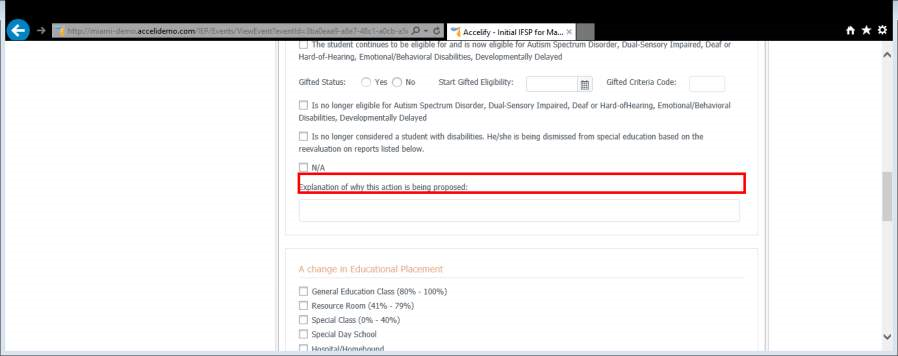 http://miami-demo.accelidemo.com/IEP/Events/ViewEvent?eventId=
Accelify - Initial IFSP for Ma...
The student continues to be eligible for and is now eligible for Autism Spectrum Disorder, Dual-Sensory Impaired, Deaf or
Hard-of-Hearing, Emotional/Behavioral Disabilities, Developmentally Delayed
Gifted Status: Yes No Start Gifted Eligibility: Gifted Criteria Code:
Is no longer eligible for Autism Spectrum Disorder, Dual-Sensory Impaired, Deaf or Hard-ofHearing, Emotional/Behavioral
Disabilities, Developmentally Delayed
Is no longer considered a student with disabilities. He/she is being dismissed from special education based on the
reevaluation on reports listed below.
N/A
Explanation of why this action is being proposed:
A change in Educational Placement
General Education Class (80% - 100%)
Resource Room (41% - 79%)
Special Class (0% - 40%)
Special Day School
Hospital/Homebound